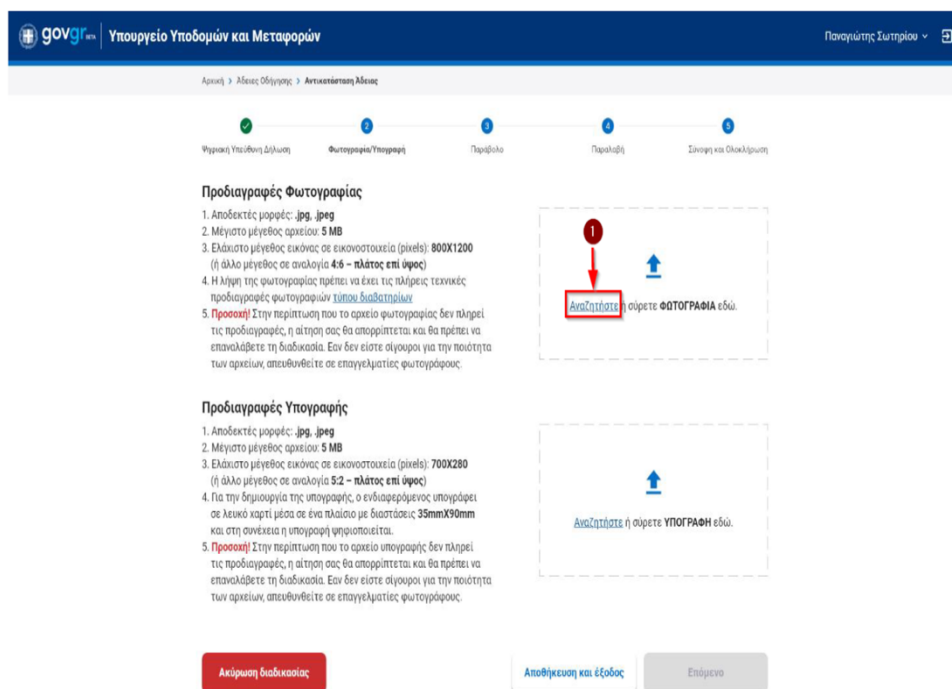 govgr BETA Υπουργείο Υποδομών και Μεταφορών
Παναγιώτης Σωτηρίου
Αρχική > Άδειες Οδήγησης > Αντικατάσταση Άδειας
2 3 4 5
Ψηφιακή Υπεύθυνη Δήλωση Φωτογραφία/Υπογραφή Παράβολο Παραλαβή Σύνοψη και Ολοκλήρωση
Προδιαγραφές Φωτογραφίας
1. Αποδεκτές μορφές: .jpg, .jpeg
2. Μέγιστο μέγεθος αρχείου: 5 MB
3. Ελάχιστο μέγεθος εικόνας σε εικονοστοιχεία (pixels): 800X1200
(ή άλλο μέγεθος σε αναλογία 4:6 – πλάτος επί ύψος)
4. Η λήψη της φωτογραφίας πρέπει να έχει τις πλήρεις τεχνικές
προδιαγραφές φωτογραφιών τύπου διαβατηρίων
5. Προσοχή! Στην περίπτωση που το αρχείο φωτογραφίας δεν πληρεί
τις προδιαγραφές, η αίτηση σας θα απορρίπτεται και θα πρέπει να
επαναλάβετε τη διαδικασία. Εαν δεν είστε σίγουροι για την ποιότητα
των αρχείων, απευθυνθείτε σε επαγγελματίες φωτογράφους.
1
Αναζητήστε ή σύρετε ΦΩΤΟΓΡΑΦΙΑ εδώ.
Προδιαγραφές Υπογραφής
1. Αποδεκτές μορφές: .jpg, .jpeg
2. Μέγιστο μέγεθος αρχείου: 5 MB
3. Ελάχιστο μέγεθος εικόνας σε εικονοστοιχεία (pixels): 700X280
(ή άλλο μέγεθος σε αναλογία 5:2 – πλάτος επί ύψος)
4. Για την δημιουργία της υπογραφής, ο ενδιαφερόμενος υπογράφει
σε λευκό χαρτί μέσα σε ένα πλαίσιο με διαστάσεις 35mmX90mm
και στη συνέχεια η υπογραφή ψηφιοποιείται.
5. Προσοχή! Στην περίπτωση που το αρχείο υπογραφής δεν πληρεί
τις προδιαγραφές, η αίτηση σας θα απορρίπτεται και θα πρέπει να
επαναλάβετε τη διαδικασία. Εαν δεν είστε σίγουροι για την ποιότητα
των αρχείων, απευθυνθείτε σε επαγγελματίες φωτογράφους.
Αναζητήστε ή σύρετε ΥΠΟΓΡΑΦΗ εδώ.
Ακύρωση διαδικασίας Αποθήκευση και έξοδος Επόμενο